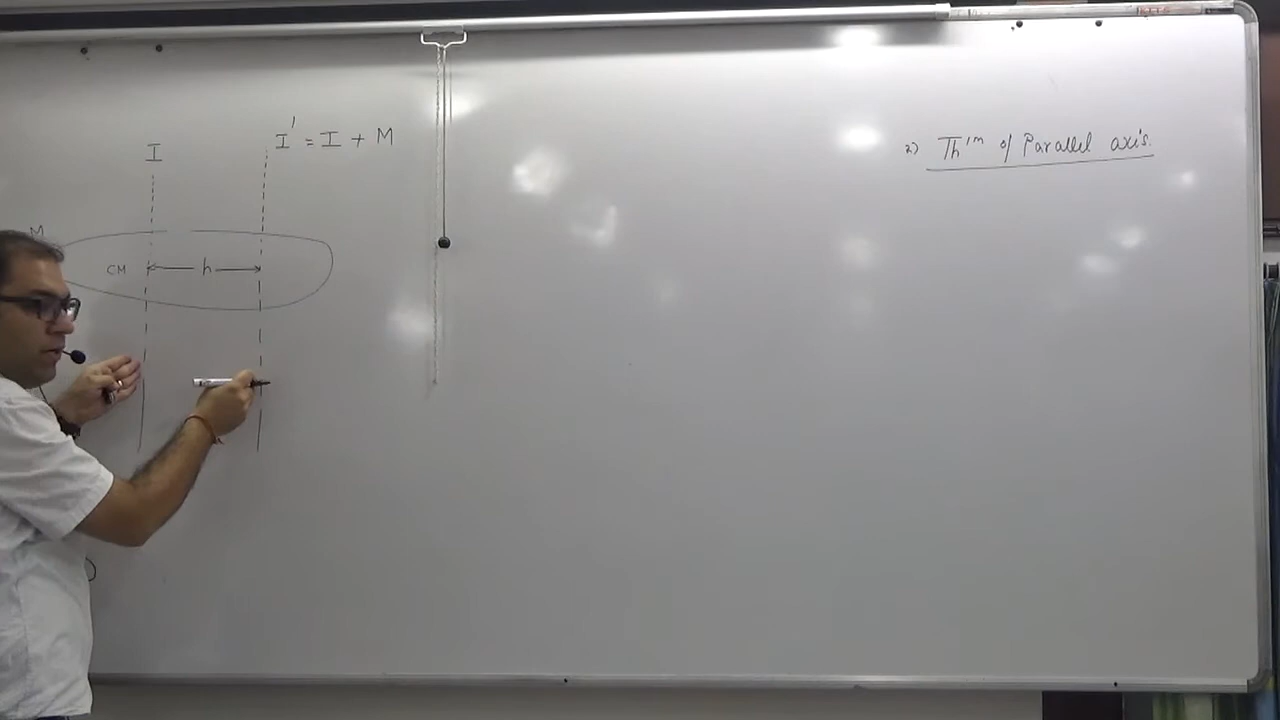 I
I' = I + M
2) Th'm of Parallel axis.
M
CM
h